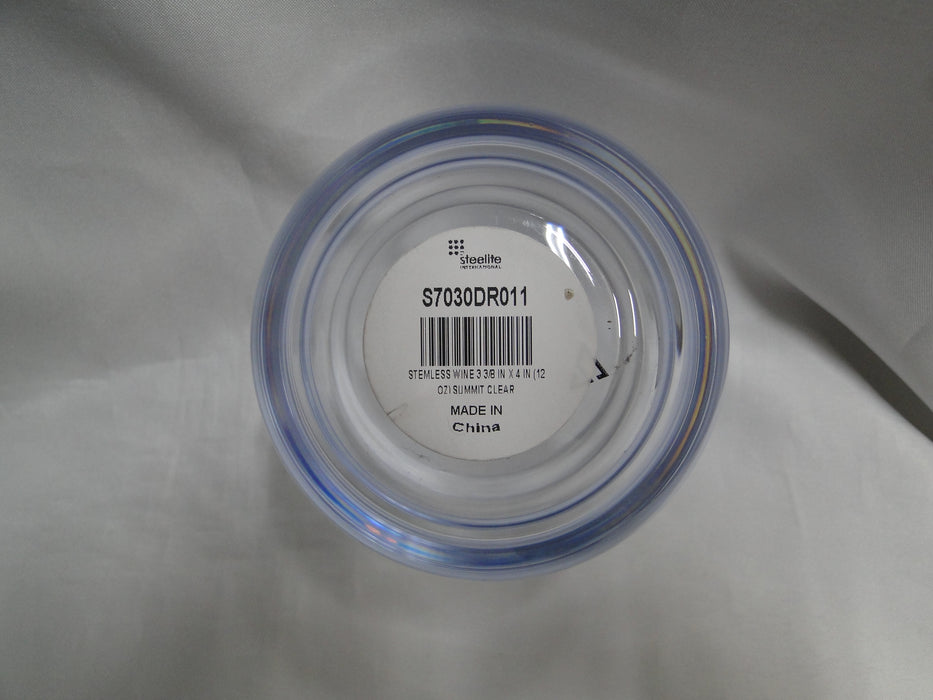 steelite
INTERNATIONAL
S7030DR011
STEMLESS WINE 3 3/8 IN X 4 IN (12
OZ) SUMMIT CLEAR
MADE IN
China